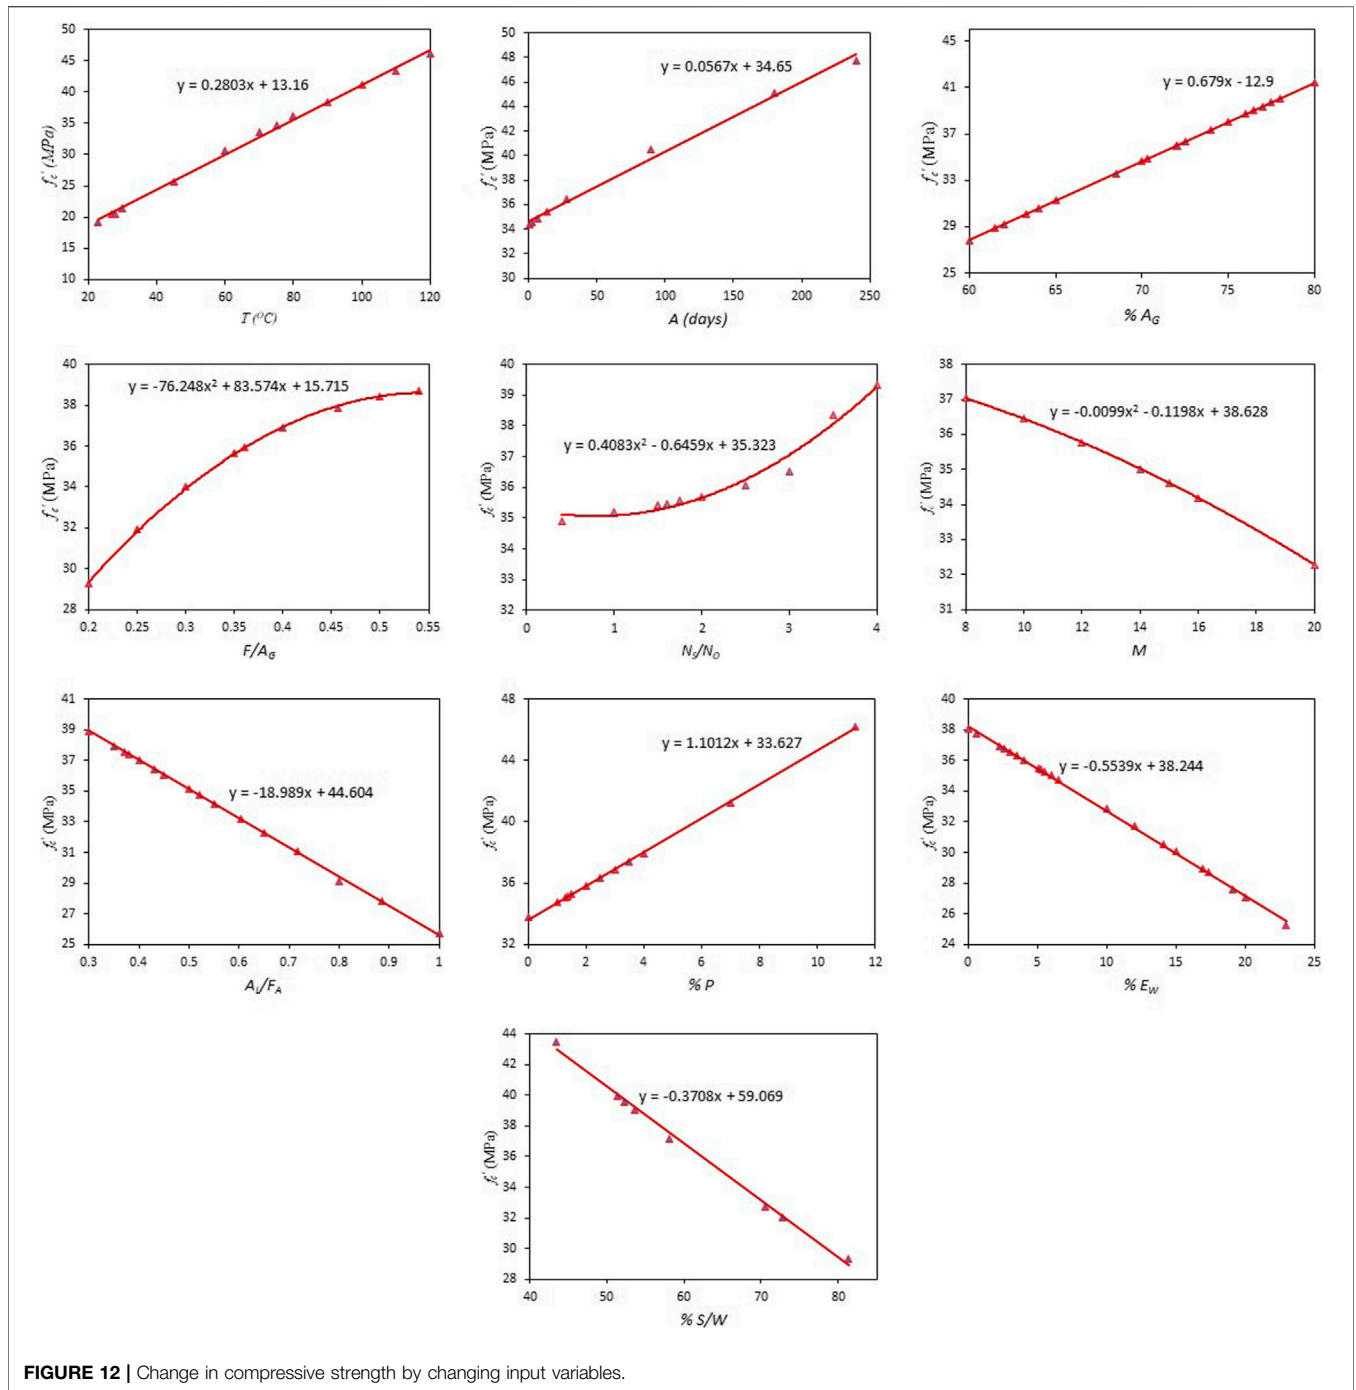 50
45
40
35
30
25
20
15
10
y = 0.2803x + 13.16
fc' (MPa)
20 40 60 80 100 120
T (°C)
50
48
46
44
42
40
38
36
34
32
30
y = 0.0567x + 34.65
fc' (MPa)
0 50 100 150 200 250
A (days)
45
41
37
33
29
25
y = 0.679x - 12.9
fc' (MPa)
60 65 70 75 80
% AG
40
38
36
34
32
30
28
y = -76.248x² + 83.574x + 15.715
fc' (MPa)
0.2 0.25 0.3 0.35 0.4 0.45 0.5 0.55
F/AG
40
39
38
37
36
35
34
33
32
y = 0.4083x² - 0.6459x + 35.323
fc' (MPa)
0 1 2 3 4
NS/NO
38
37
36
35
34
33
32
31
y = -0.0099x² - 0.1198x + 38.628
fc' (MPa)
8 10 12 14 16 18 20
M
41
39
37
35
33
31
29
27
25
y = -18.989x + 44.604
fc' (MPa)
0.3 0.4 0.5 0.6 0.7 0.8 0.9 1
AL/FA
48
44
40
36
32
y = 1.1012x + 33.627
fc' (MPa)
0 2 4 6 8 10 12
% P
40
38
36
34
32
30
28
26
24
y = -0.5539x + 38.244
fc' (MPa)
0 5 10 15 20 25
% EW
44
42
40
38
36
34
32
30
28
y = -0.3708x + 59.069
fc' (MPa)
40 50 60 70 80
% S/W
FIGURE 12 | Change in compressive strength by changing input variables.